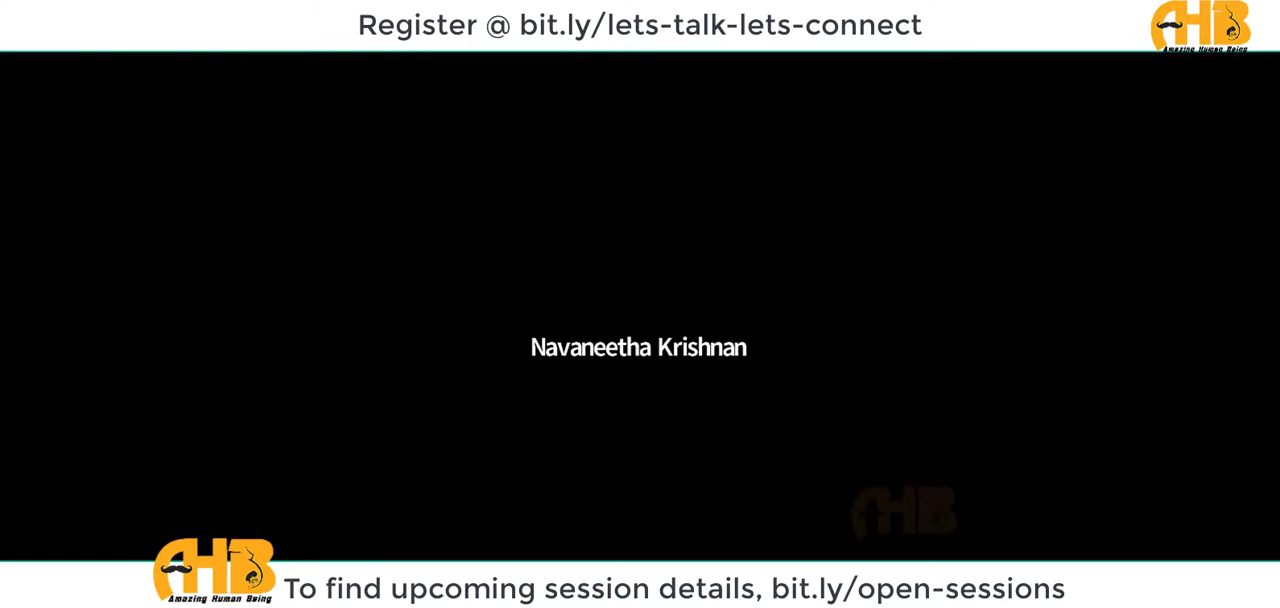 Register @ bit.ly/lets-talk-lets-connect
AHB
Amazing Human Being
Navaneetha Krishnan
AHB
AHB
Amazing Human Being
To find upcoming session details, bit.ly/open-sessions